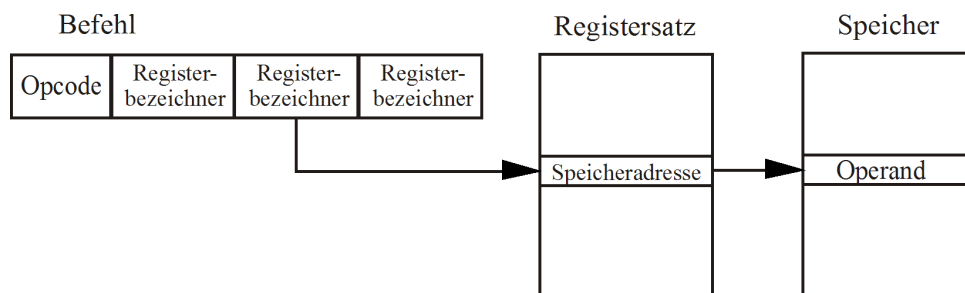 Befehl
Registersatz
Speicher
Opcode
Register-
bezeichner
Register-
bezeichner
Register-
bezeichner
Speicheradresse
Operand